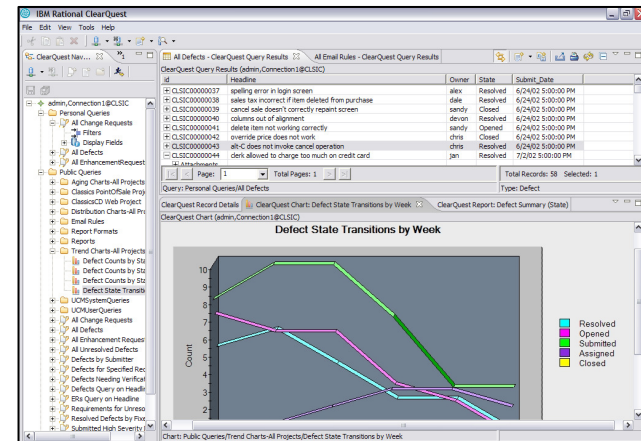 IBM Rational ClearQuest
File Edit View Tools Help
ClearQuest Nav...
All Defects - ClearQuest Query Results
All Email Rules - ClearQuest Query Results
ClearQuest Query Results (admin,Connection1@CLSIC)
id Headline Owner State Submit_Date
CLSIC00000037 spelling error in login screen alex Resolved 6/24/02 5:00:00 PM
CLSIC00000038 sales tax incorrect if item deleted from purchase dale Resolved 6/24/02 5:00:00 PM
CLSIC00000039 cancel sale doesn't correctly repaint screen sandy Closed 6/24/02 5:00:00 PM
CLSIC00000040 columns out of alignment devon Resolved 6/24/02 5:00:00 PM
CLSIC00000041 delete item not working correctly sandy Opened 6/24/02 5:00:00 PM
CLSIC00000042 override price does not work chris Closed 6/24/02 5:00:00 PM
CLSIC00000043 alt-C does not invoke cancel operation chris Resolved 6/24/02 5:00:00 PM
CLSIC00000044 clerk allowed to charge too much on credit card jan Resolved 7/2/02 5:00:00 PM
Page: 1 Total Pages: 1
Total Records: 58 Selected: 1
Query: Personal Queries/All Defects
Type: Defect
admin,Connection1@CLSIC
Personal Queries
All Change Requests
Filters
Display Fields
All Defects
All EnhancementRequest
Public Queries
Aging Charts-All Projects
Classics PointOfSale Proj
ClassicsCD Web Project
Distribution Charts-All Pro
Email Rules
Report Formats
Reports
Trend Charts-All Projects
Defect Counts by Sta
Defect Counts by Sta
Defect Counts by Sta
Defect State Transiti
UCMSystemQueries
UCMUserQueries
All Change Requests
All Defects
All Enhancement Reques
All Unresolved Defects
Defects by Submitter
Defects for Specified Rec
Defects Needing Verificat
Defects Query on Headlin
ERs Query on Headline
Requirements for Unreso
Resolved Defects by Fixe
Submitted High Severity
ClearQuest Record Details
ClearQuest Chart: Defect State Transitions by Week
ClearQuest Report: Defect Summary (State)
ClearQuest Chart (admin,Connection1@CLSIC)
Defect State Transitions by Week
Count
10
9
8
7
6
5
4
3
2
Resolved
Opened
Submitted
Assigned
Closed
Chart: Public Queries/Trend Charts-All Projects/Defect State Transitions by Week